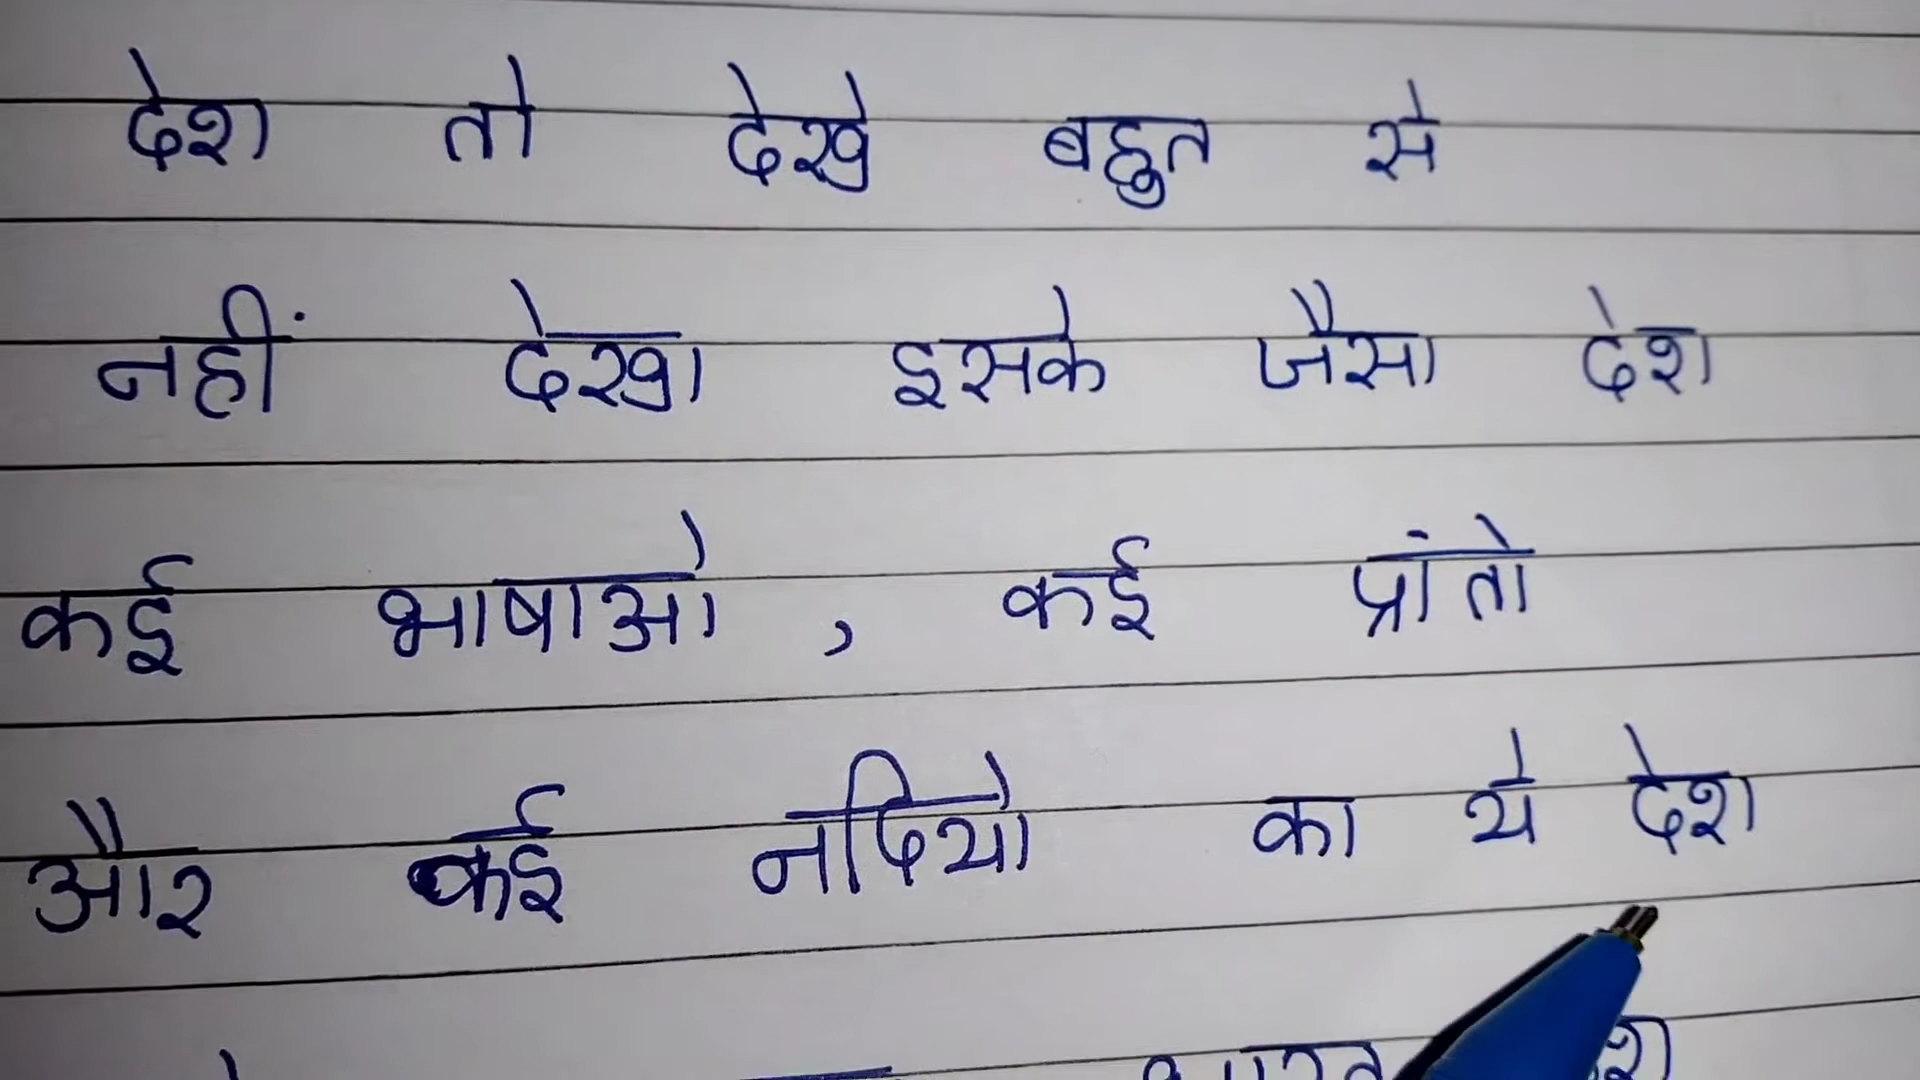 देश तो देखे बहुत से
नहीं देखा इसके जैसा देश
कई भाषाओ , कई प्रांतो
और कई नदियो का ये देश